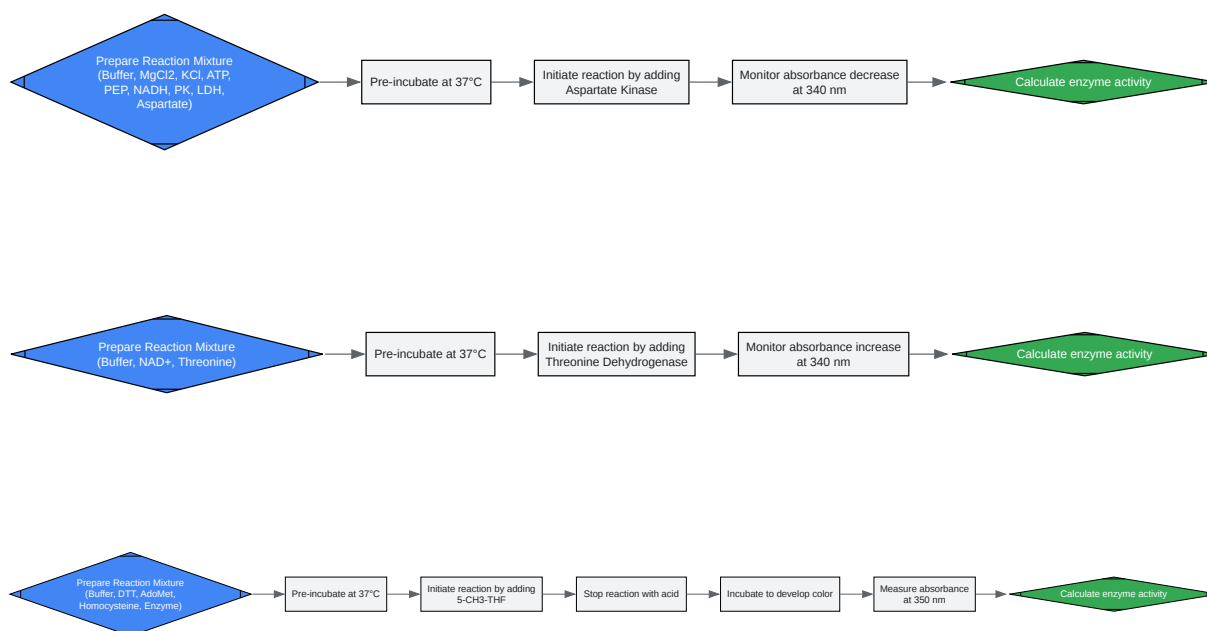 Prepare Reaction Mixture
(Buffer, MgCl2, KCl, ATP,
PEP, NADH, PK, LDH,
Aspartate)
Pre-incubate at 37°C
Initiate reaction by adding
Aspartate Kinase
Monitor absorbance decrease
at 340 nm
Calculate enzyme activity
Prepare Reaction Mixture
(Buffer, NAD+, Threonine)
Pre-incubate at 37°C
Initiate reaction by adding
Threonine Dehydrogenase
Monitor absorbance increase
at 340 nm
Calculate enzyme activity
Prepare Reaction Mixture
(Buffer, DTT, AdoMet,
Homocysteine, Enzyme)
Pre-incubate at 37°C
Initiate reaction by adding
5-CH3-THF
Stop reaction with acid
Incubate to develop color
Measure absorbance
at 350 nm
Calculate enzyme activity